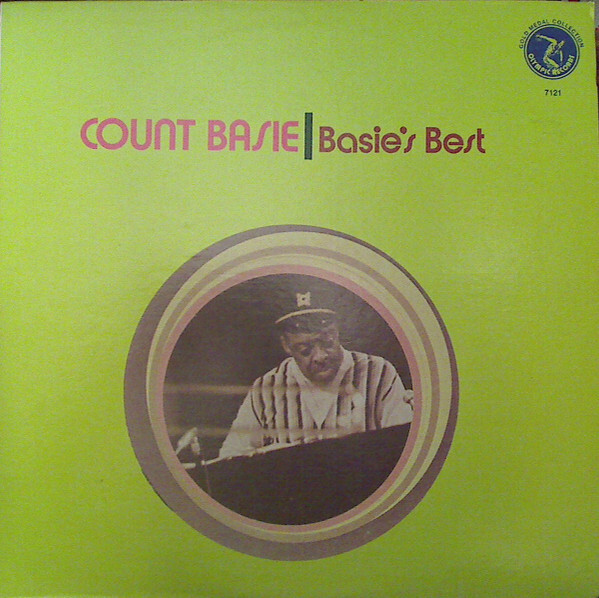 GOLD MEDAL COLLECTION
OLYMPIC RECORDS
7121
COUNT BASIE | Basie's Best